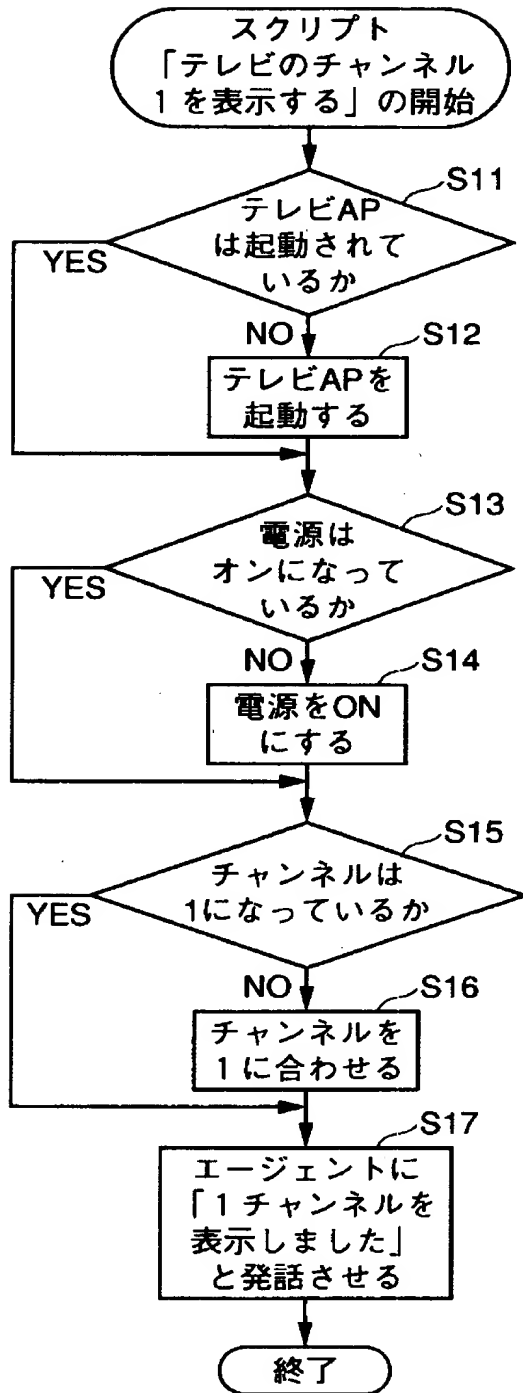 スクリプト
「テレビのチャンネル
1を表示する」の開始
S11
テレビAP
は起動されて
いるか
YES
NO
S12
テレビAPを
起動する
S13
電源は
オンになって
いるか
YES
NO
S14
電源をON
にする
S15
チャンネルは
1になっているか
YES
NO
S16
チャンネルを
1に合わせる
S17
エージェントに
「1チャンネルを
表示しました」
と発話させる
終了